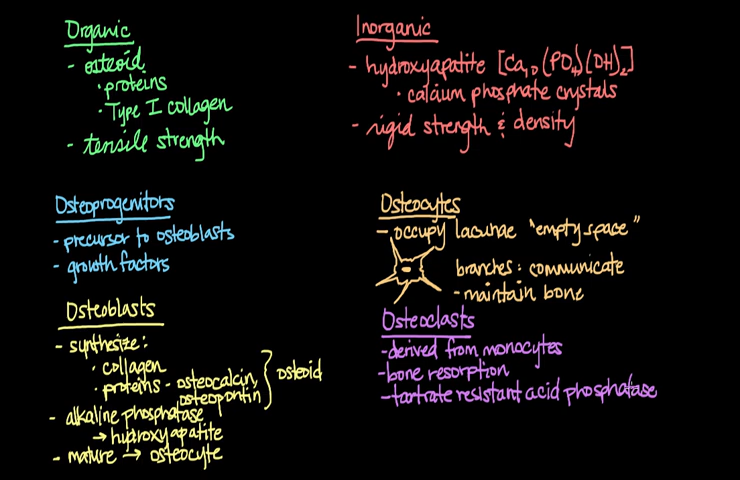 Organic
- osteoid
· proteins
· Type I collagen
- tensile strength
Inorganic
- hydroxyapatite [Ca10(PO4)(OH)2]
· calcium phosphate crystals
- rigid strength & density
Osteoprogenitors
- precursor to osteoblasts
- growth factors
Osteocytes
- occupy lacunae "empty space"
branches: communicate
- maintain bone
Osteoblasts
- synthesize:
· collagen
· proteins - osteocalcin,
osteopontin
} osteoid
- alkaline phosphatase
→ hydroxyapatite
- mature → osteocyte
Osteoclasts
- derived from monocytes
- bone resorption
- tartrate resistant acid phosphatase